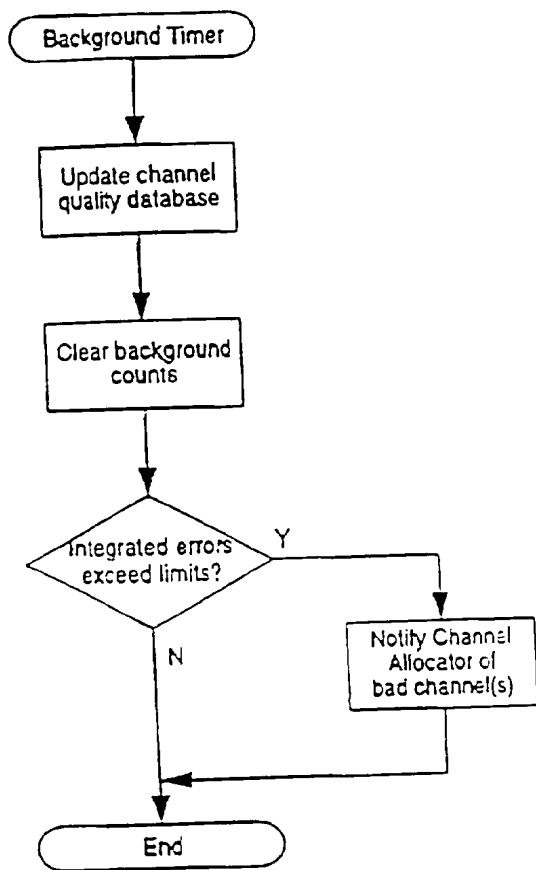 Background Timer
Update channel
quality database
Clear background
counts
Integrated errors
exceed limits?
Y
N
Notify Channel
Allocator of
bad channel(s)
End